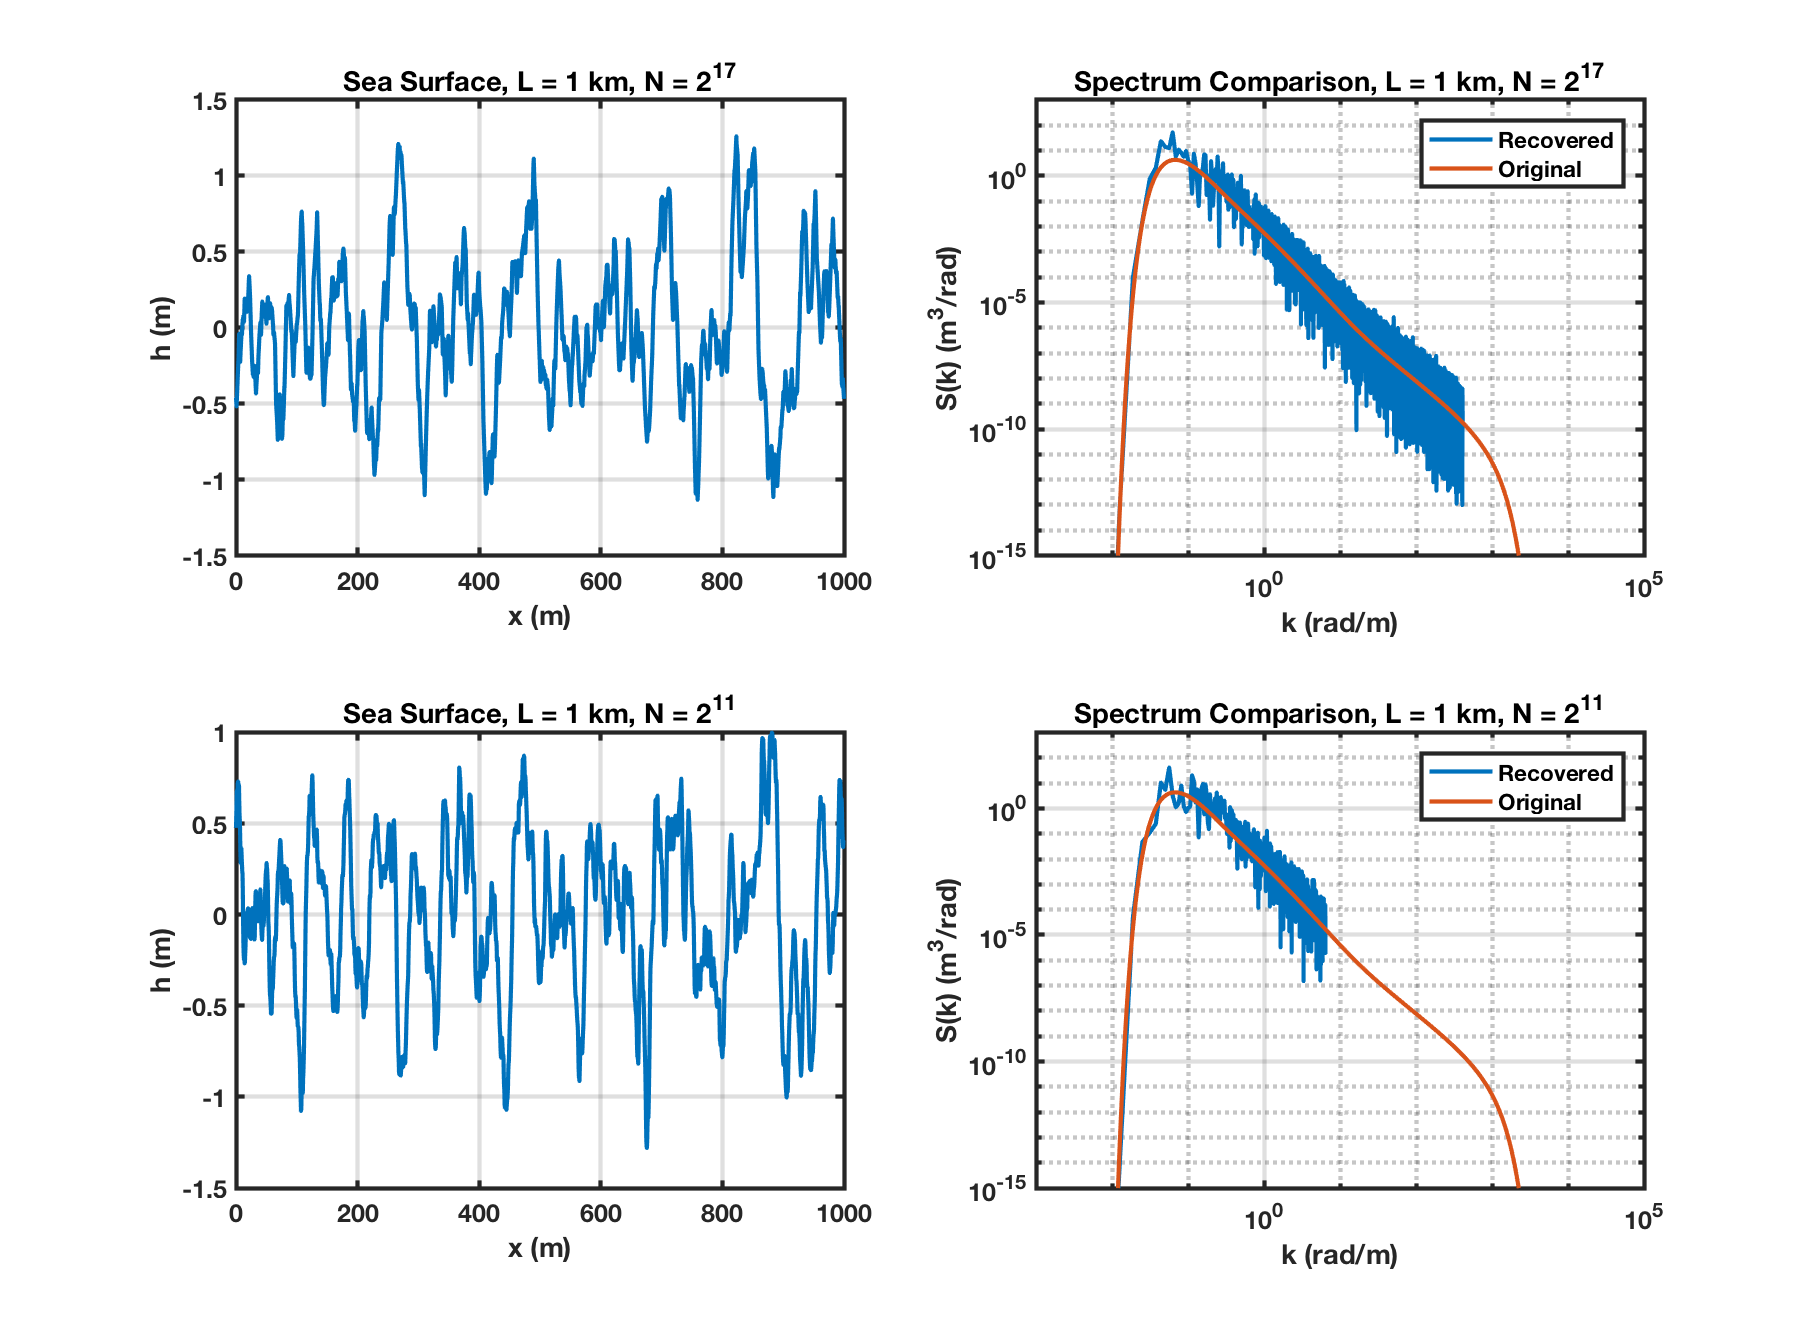 Sea Surface, L = 1 km, N = 2^17
1.5
1
0.5
0
-0.5
-1
-1.5
h (m)
0 200 400 600 800 1000
x (m)
Spectrum Comparison, L = 1 km, N = 2^17
Recovered
Original
10^0
10^-5
10^-10
10^-15
S(k) (m^3/rad)
10^0 10^5
k (rad/m)
Sea Surface, L = 1 km, N = 2^11
1
0.5
0
-0.5
-1
-1.5
h (m)
0 200 400 600 800 1000
x (m)
Spectrum Comparison, L = 1 km, N = 2^11
Recovered
Original
10^0
10^-5
10^-10
10^-15
S(k) (m^3/rad)
10^0 10^5
k (rad/m)